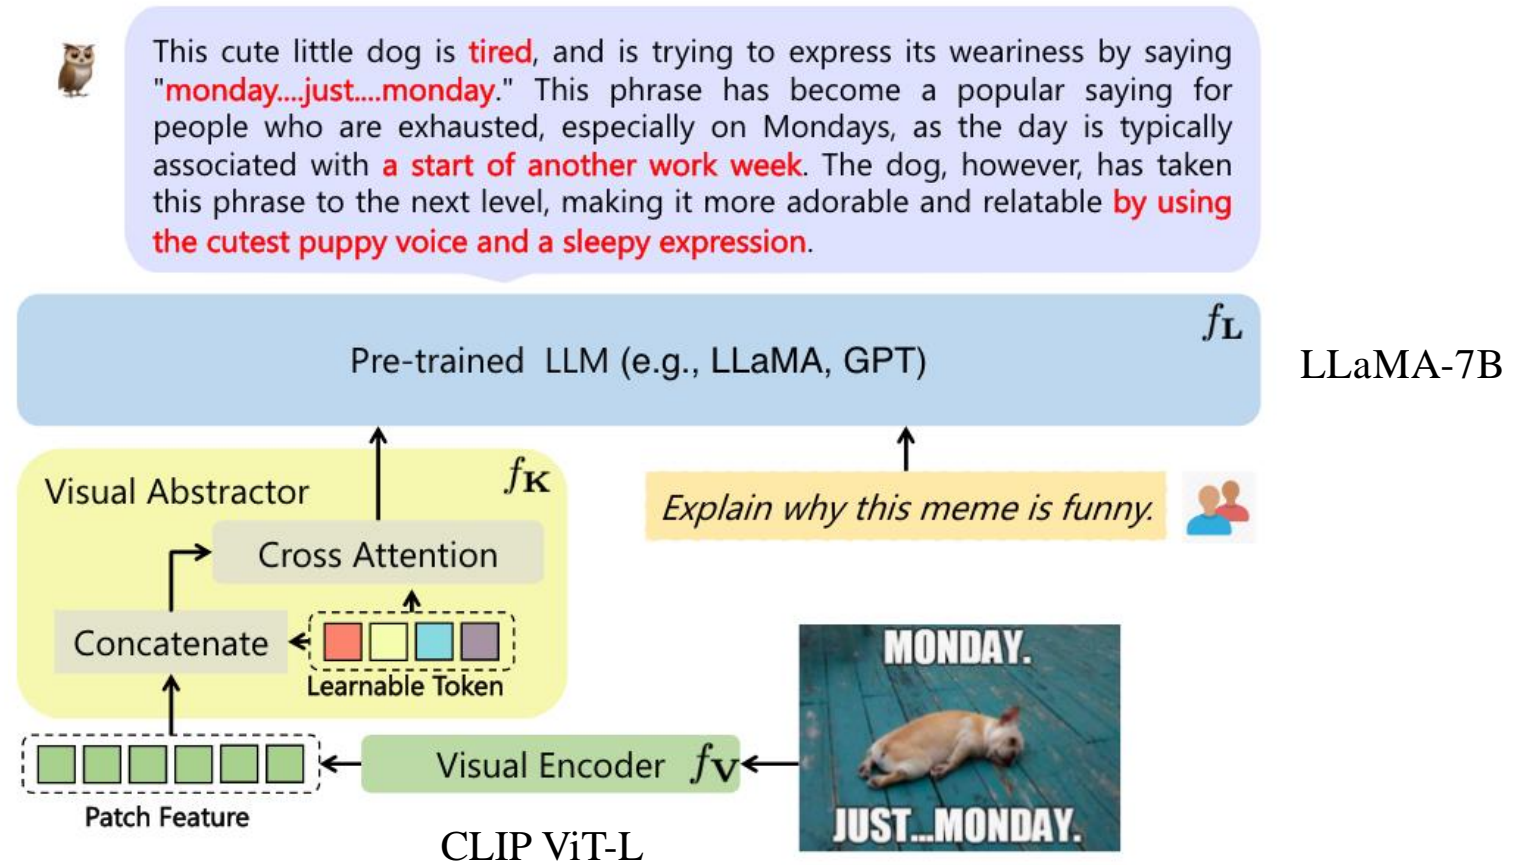 This cute little dog is tired, and is trying to express its weariness by saying
"monday....just....monday." This phrase has become a popular saying for
people who are exhausted, especially on Mondays, as the day is typically
associated with a start of another work week. The dog, however, has taken
this phrase to the next level, making it more adorable and relatable by using
the cutest puppy voice and a sleepy expression.
f_L
Pre-trained LLM (e.g., LLaMA, GPT)
LLaMA-7B
Visual Abstractor
f_K
Cross Attention
Explain why this meme is funny.
Concatenate
Learnable Token
MONDAY.
Visual Encoder f_V
Patch Feature
JUST...MONDAY.
CLIP ViT-L